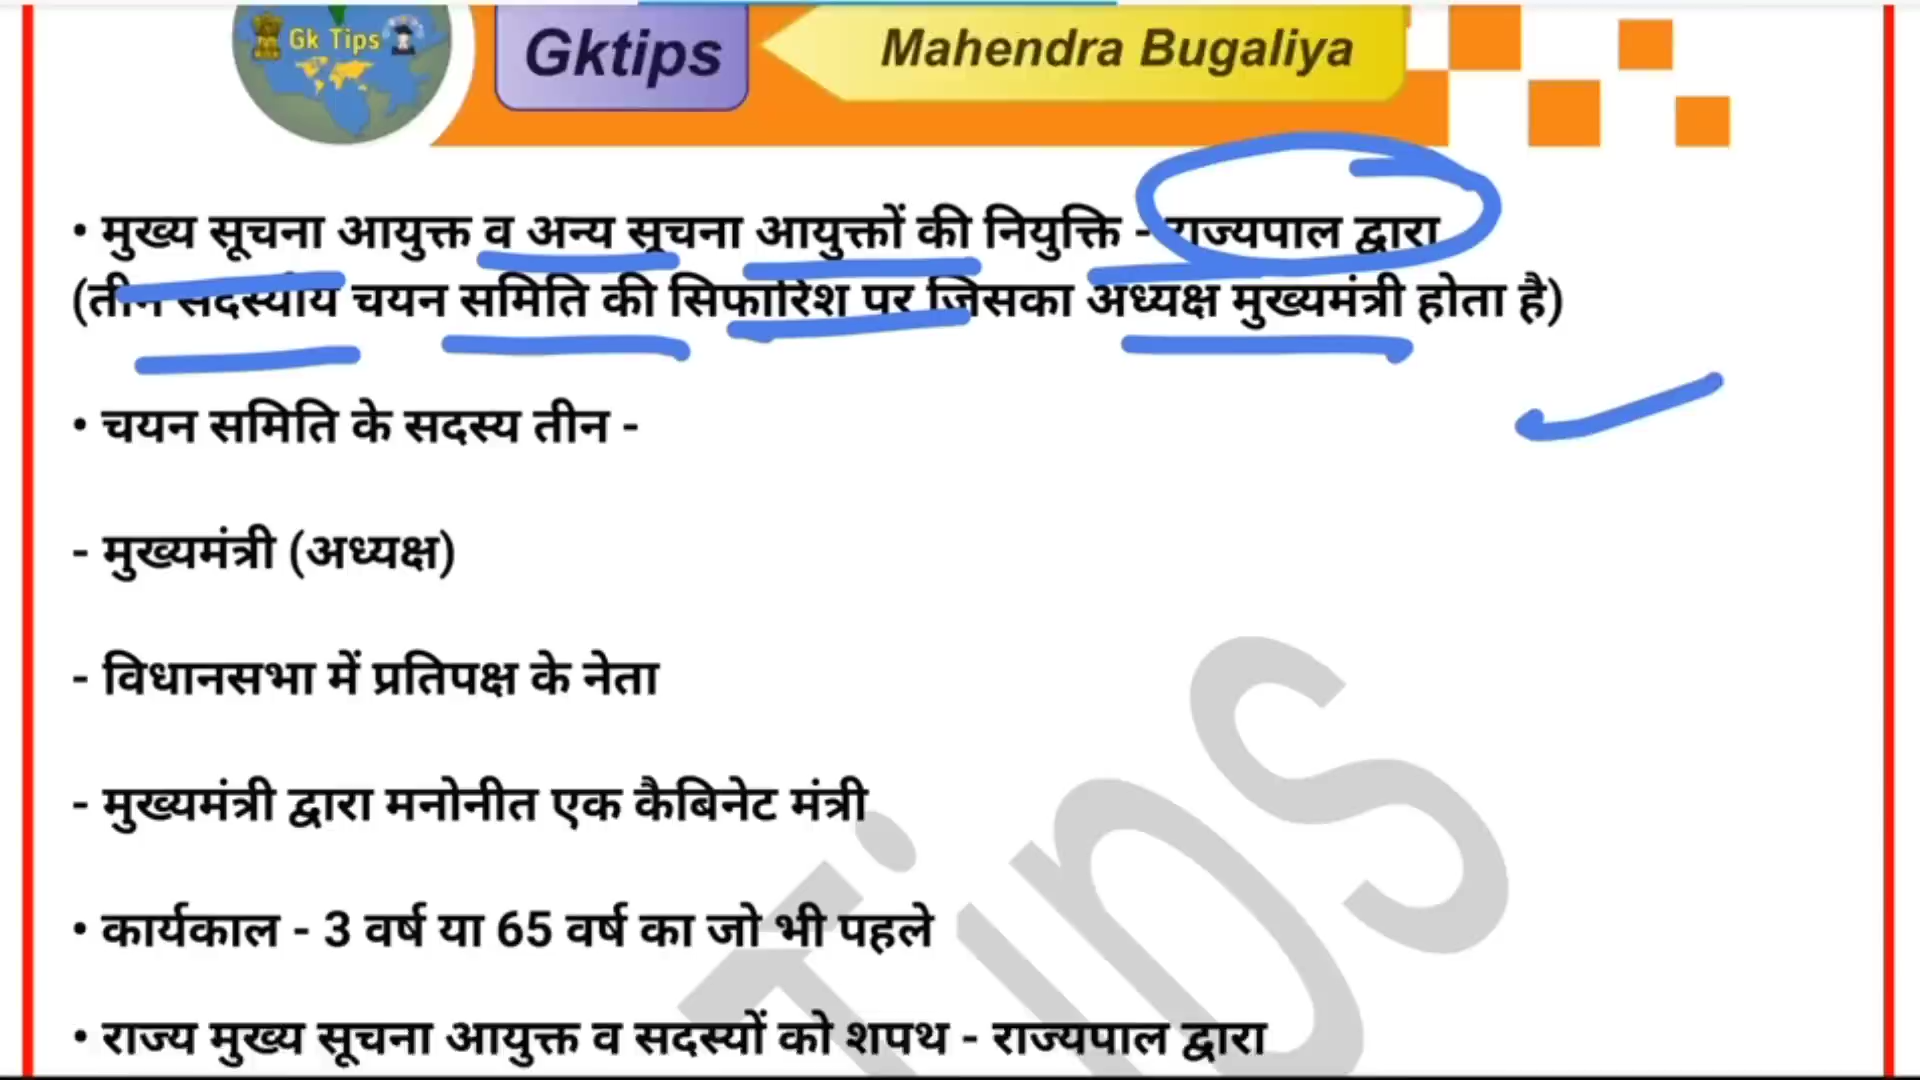 Gk Tips
Gktips
Mahendra Bugaliya
• मुख्य सूचना आयुक्त व अन्य सूचना आयुक्तों की नियुक्ति - राज्यपाल द्वारा
(तीन सदस्यीय चयन समिति की सिफारिश पर जिसका अध्यक्ष मुख्यमंत्री होता है)
• चयन समिति के सदस्य तीन -
- मुख्यमंत्री (अध्यक्ष)
- विधानसभा में प्रतिपक्ष के नेता
- मुख्यमंत्री द्वारा मनोनीत एक कैबिनेट मंत्री
• कार्यकाल - 3 वर्ष या 65 वर्ष का जो भी पहले
• राज्य मुख्य सूचना आयुक्त व सदस्यों को शपथ - राज्यपाल द्वारा
Tips